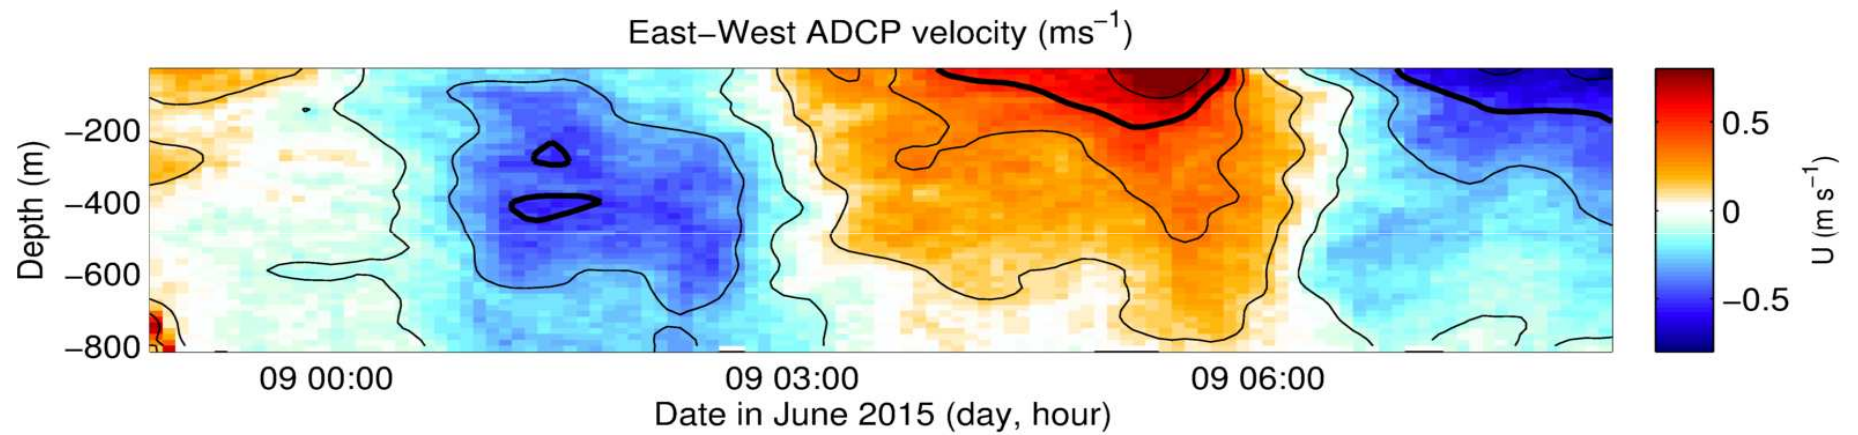 East−West ADCP velocity (ms⁻¹)
−200
−400
−600
−800
Depth (m)
09 00:00
09 03:00
09 06:00
Date in June 2015 (day, hour)
0.5
0
−0.5
U (m s⁻¹)